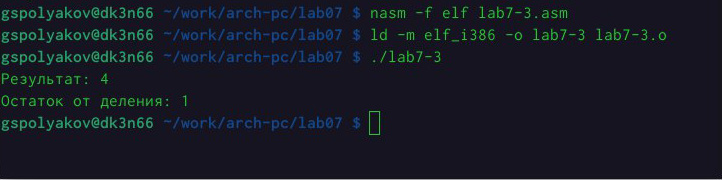 gspolyakov@dk3n66 ~/work/arch-pc/lab07 $ nasm -f elf lab7-3.asm
gspolyakov@dk3n66 ~/work/arch-pc/lab07 $ ld -m elf_i386 -o lab7-3 lab7-3.o
gspolyakov@dk3n66 ~/work/arch-pc/lab07 $ ./lab7-3
Результат: 4
Остаток от деления: 1
gspolyakov@dk3n66 ~/work/arch-pc/lab07 $